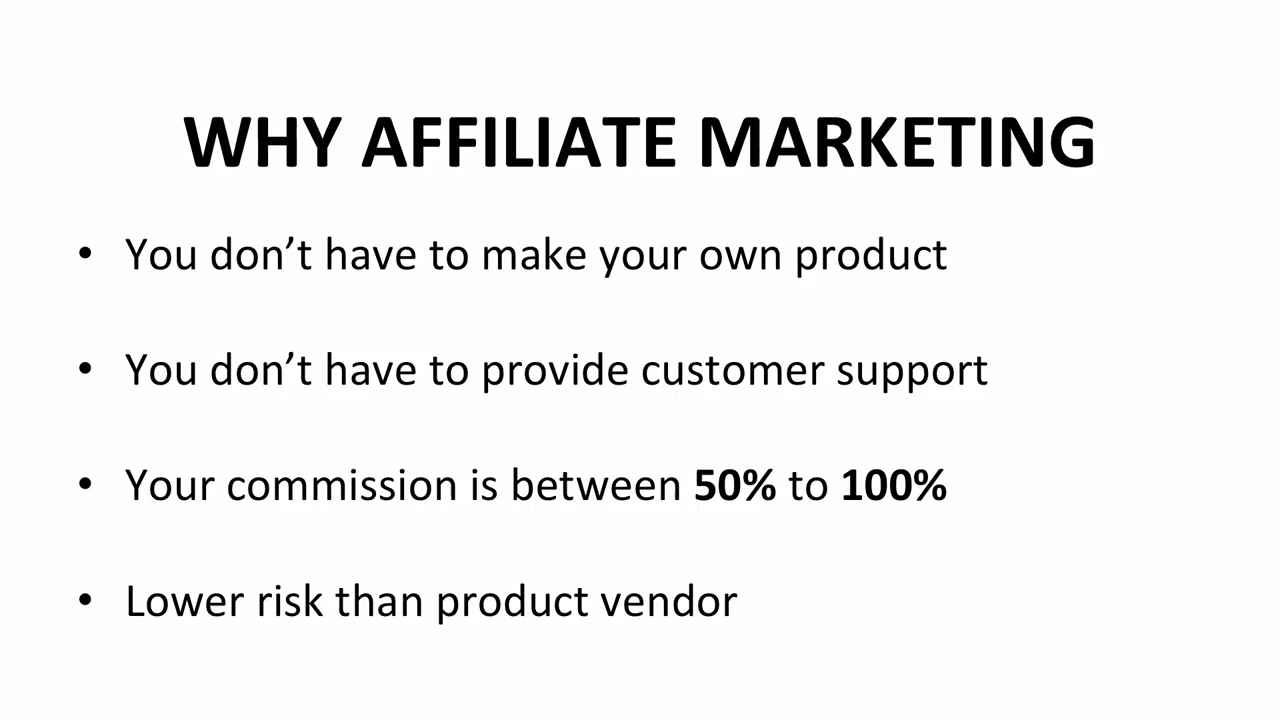 WHY AFFILIATE MARKETING
• You don’t have to make your own product
• You don’t have to provide customer support
• Your commission is between 50% to 100%
• Lower risk than product vendor